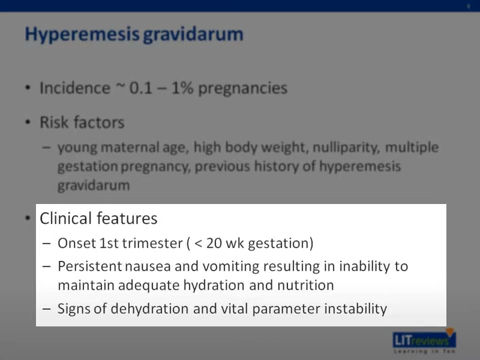 Hyperemesis gravidarum
• Incidence ~ 0.1 – 1% pregnancies
• Risk factors
– young maternal age, high body weight, nulliparity, multiple
gestation pregnancy, previous history of hyperemesis
gravidarum
• Clinical features
– Onset 1st trimester ( < 20 wk gestation)
– Persistent nausea and vomiting resulting in inability to
maintain adequate hydration and nutrition
– Signs of dehydration and vital parameter instability
LITreviews
Learning in Ten